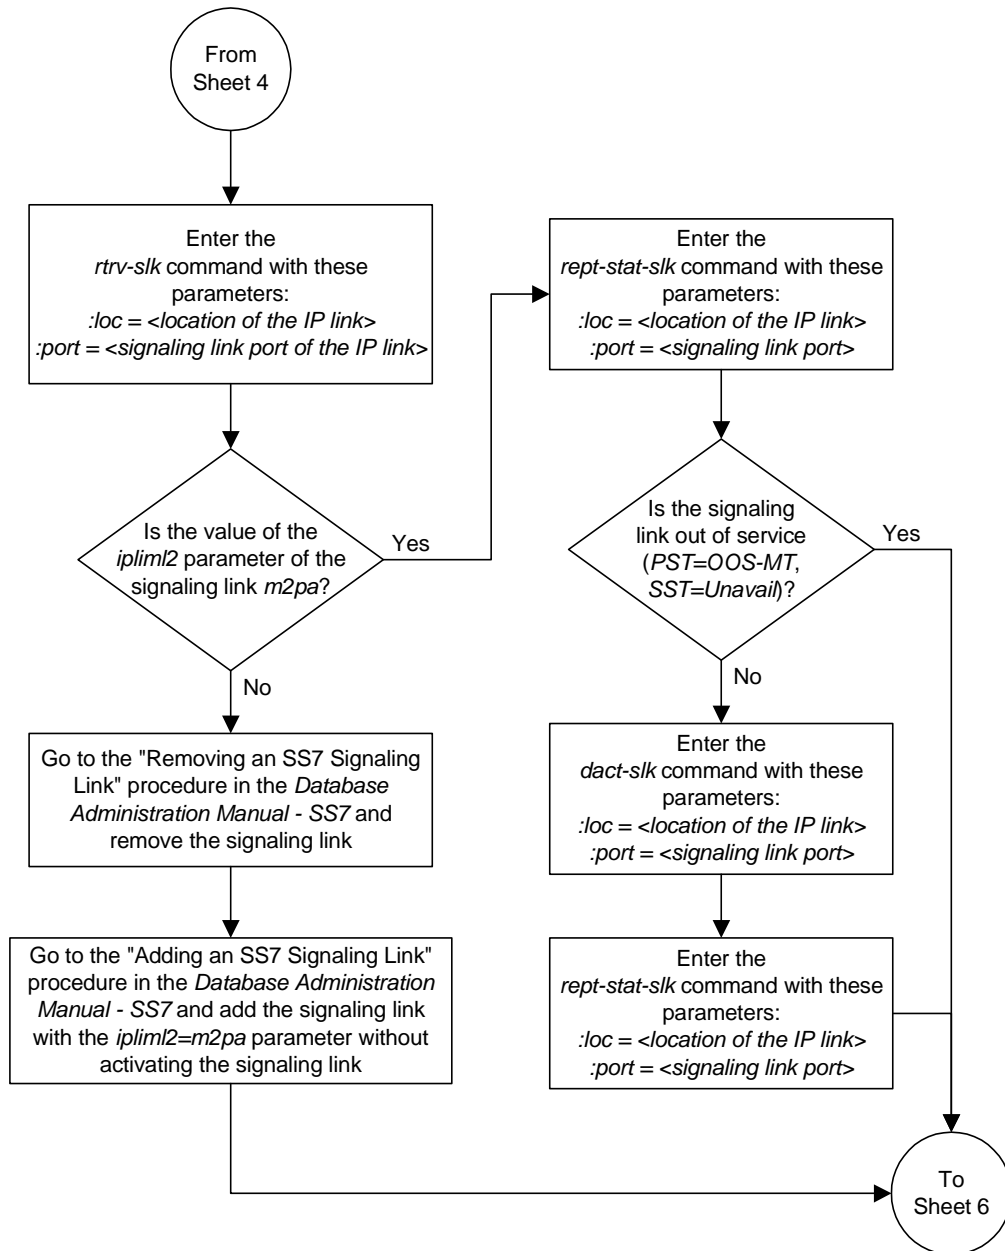 From
Sheet 4
Enter the
rtrv-slk command with these
parameters:
:loc = <location of the IP link>
:port = <signaling link port of the IP link>
Is the value of the
ipliml2 parameter of the
signaling link m2pa?
Yes
No
Go to the "Removing an SS7 Signaling
Link" procedure in the Database
Administration Manual - SS7 and
remove the signaling link
Go to the "Adding an SS7 Signaling Link"
procedure in the Database Administration
Manual - SS7 and add the signaling link
with the ipliml2=m2pa parameter without
activating the signaling link
Enter the
rept-stat-slk command with these
parameters:
:loc = <location of the IP link>
:port = <signaling link port>
Is the signaling
link out of service
(PST=OOS-MT,
SST=Unavail)?
Yes
No
Enter the
dact-slk command with these
parameters:
:loc = <location of the IP link>
:port = <signaling link port>
Enter the
rept-stat-slk command with these
parameters:
:loc = <location of the IP link>
:port = <signaling link port>
To
Sheet 6